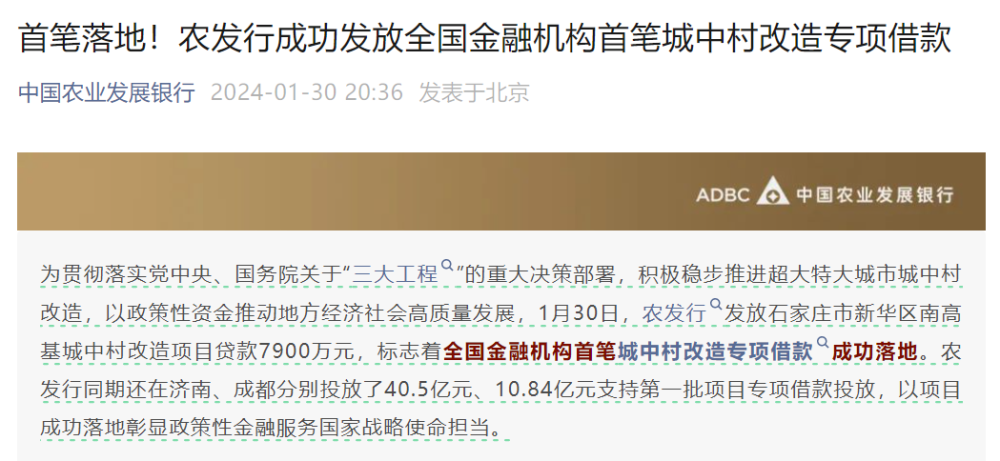 首笔落地！农发行成功发放全国金融机构首笔城中村改造专项借款
中国农业发展银行 2024-01-30 20:36 发表于北京
ADBC 中国农业发展银行
为贯彻落实党中央、国务院关于“三大工程”的重大决策部署，积极稳步推进超大特大城市城中村
改造，以政策性资金推动地方经济社会高质量发展，1月30日，农发行发放石家庄市新华区南高
基城中村改造项目贷款7900万元，标志着全国金融机构首笔城中村改造专项借款成功落地。农
发行同期还在济南、成都分别投放了40.5亿元、10.84亿元支持第一批项目专项借款投放，以项目
成功落地彰显政策性金融服务国家战略使命担当。